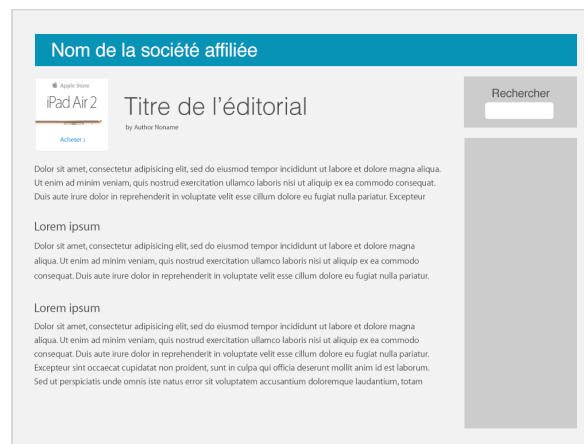 Nom de la société affiliée
Apple Store
iPad Air 2
Acheter ›
Titre de l’éditorial
by Author Noname
Rechercher
Dolor sit amet, consectetur adipisicing elit, sed do eiusmod tempor incididunt ut labore et dolore magna aliqua.
Ut enim ad minim veniam, quis nostrud exercitation ullamco laboris nisi ut aliquip ex ea commodo consequat.
Duis aute irure dolor in reprehenderit in voluptate velit esse cillum dolore eu fugiat nulla pariatur. Excepteur
Lorem ipsum
Dolor sit amet, consectetur adipisicing elit, sed do eiusmod tempor incididunt ut labore et dolore magna
aliqua. Ut enim ad minim veniam, quis nostrud exercitation ullamco laboris nisi ut aliquip ex ea commodo
consequat. Duis aute irure dolor in reprehenderit in voluptate velit esse cillum dolore eu fugiat nulla pariatur.
Lorem ipsum
Dolor sit amet, consectetur adipisicing elit, sed do eiusmod tempor incididunt ut labore et dolore magna
aliqua. Ut enim ad minim veniam, quis nostrud exercitation ullamco laboris nisi ut aliquip ex ea commodo
consequat. Duis aute irure dolor in reprehenderit in voluptate velit esse cillum dolore eu fugiat nulla pariatur.
Excepteur sint occaecat cupidatat non proident, sunt in culpa qui officia deserunt mollit anim id est laborum.
Sed ut perspiciatis unde omnis iste natus error sit voluptatem accusantium doloremque laudantium, totam